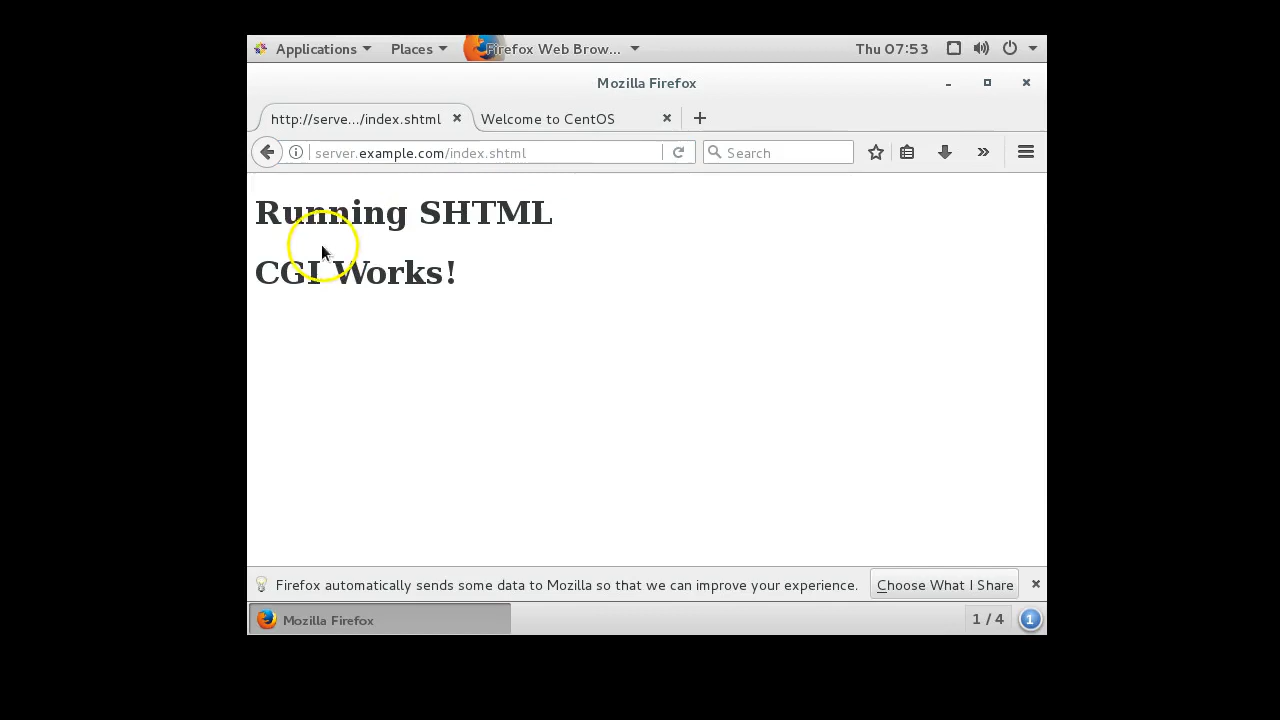 Applications Places Firefox Web Brow... Thu 07:53
Mozilla Firefox
http://serve.../index.shtml Welcome to CentOS
server.example.com/index.shtml Search
Running SHTML
CGI Works!
Firefox automatically sends some data to Mozilla so that we can improve your experience. Choose What I Share
Mozilla Firefox 1 / 4 1